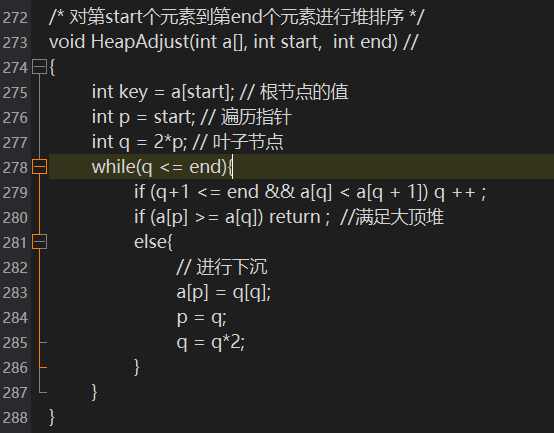 272 /* 对第start个元素到第end个元素进行堆排序 */
273 void HeapAdjust(int a[], int start,  int end) //
274 {
275 int key = a[start]; // 根节点的值
276 int p = start; // 遍历指针
277 int q = 2*p; // 叶子节点
278 while(q <= end){
279 if (q+1 <= end && a[q] < a[q + 1]) q ++ ;
280 if (a[p] >= a[q]) return ;  //满足大顶堆
281 else{
282 // 进行下沉
283 a[p] = q[q];
284 p = q;
285 q = q*2;
286 }
287 }
288 }